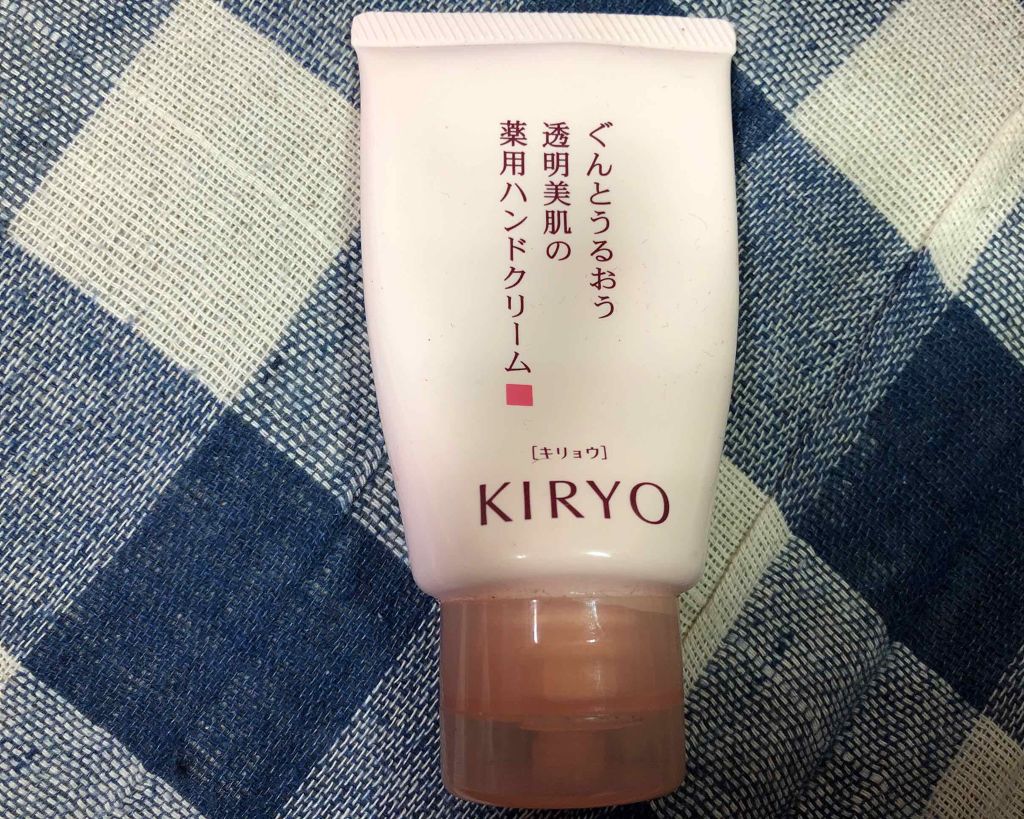 ぐんとうるおう
透明美肌の
薬用ハンドクリーム
[キリョウ]
KIRYO